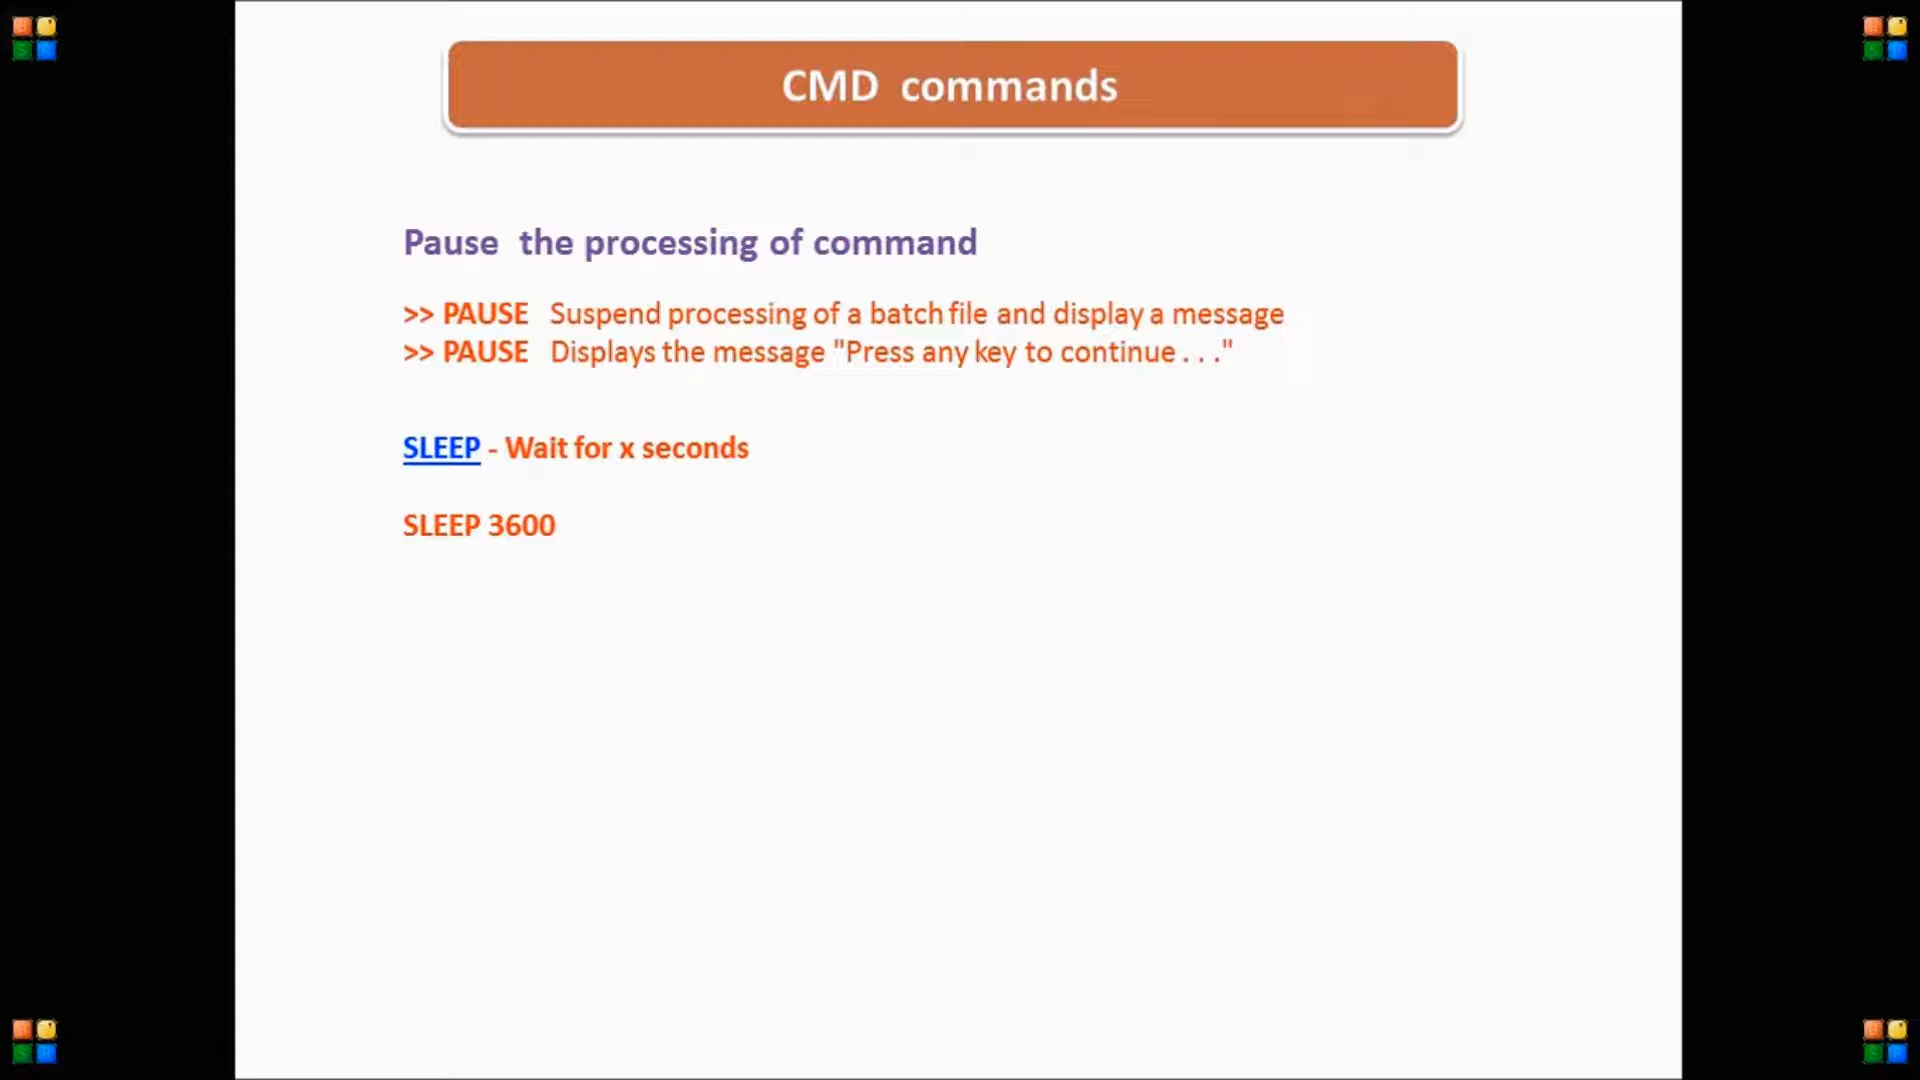 CMD commands
Pause the processing of command
>> PAUSE Suspend processing of a batch file and display a message
>> PAUSE Displays the message "Press any key to continue . . ."
SLEEP - Wait for x seconds
SLEEP 3600